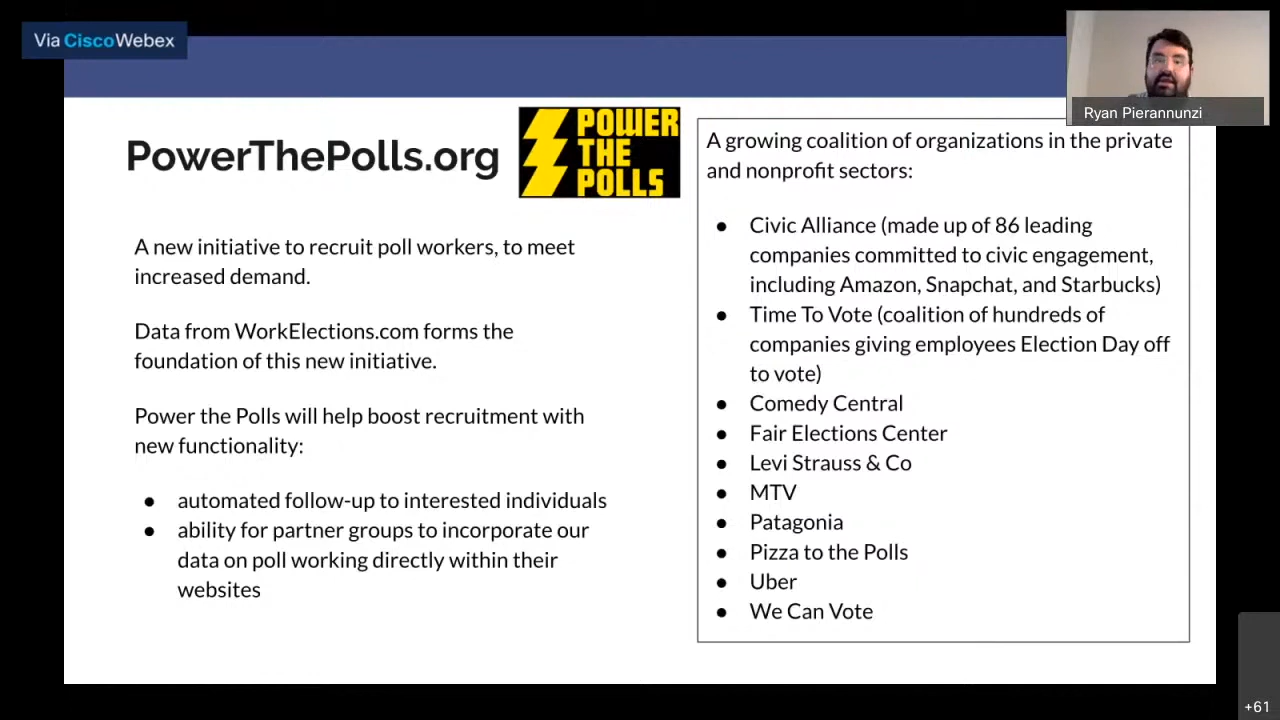 Via CiscoWebex
Ryan Pierannunzi
PowerThePolls.org
POWER
THE
POLLS
A new initiative to recruit poll workers, to meet
increased demand.
Data from WorkElections.com forms the
foundation of this new initiative.
Power the Polls will help boost recruitment with
new functionality:
● automated follow-up to interested individuals
● ability for partner groups to incorporate our
data on poll working directly within their
websites
A growing coalition of organizations in the private
and nonprofit sectors:
● Civic Alliance (made up of 86 leading
companies committed to civic engagement,
including Amazon, Snapchat, and Starbucks)
● Time To Vote (coalition of hundreds of
companies giving employees Election Day off
to vote)
● Comedy Central
● Fair Elections Center
● Levi Strauss & Co
● MTV
● Patagonia
● Pizza to the Polls
● Uber
● We Can Vote
+61